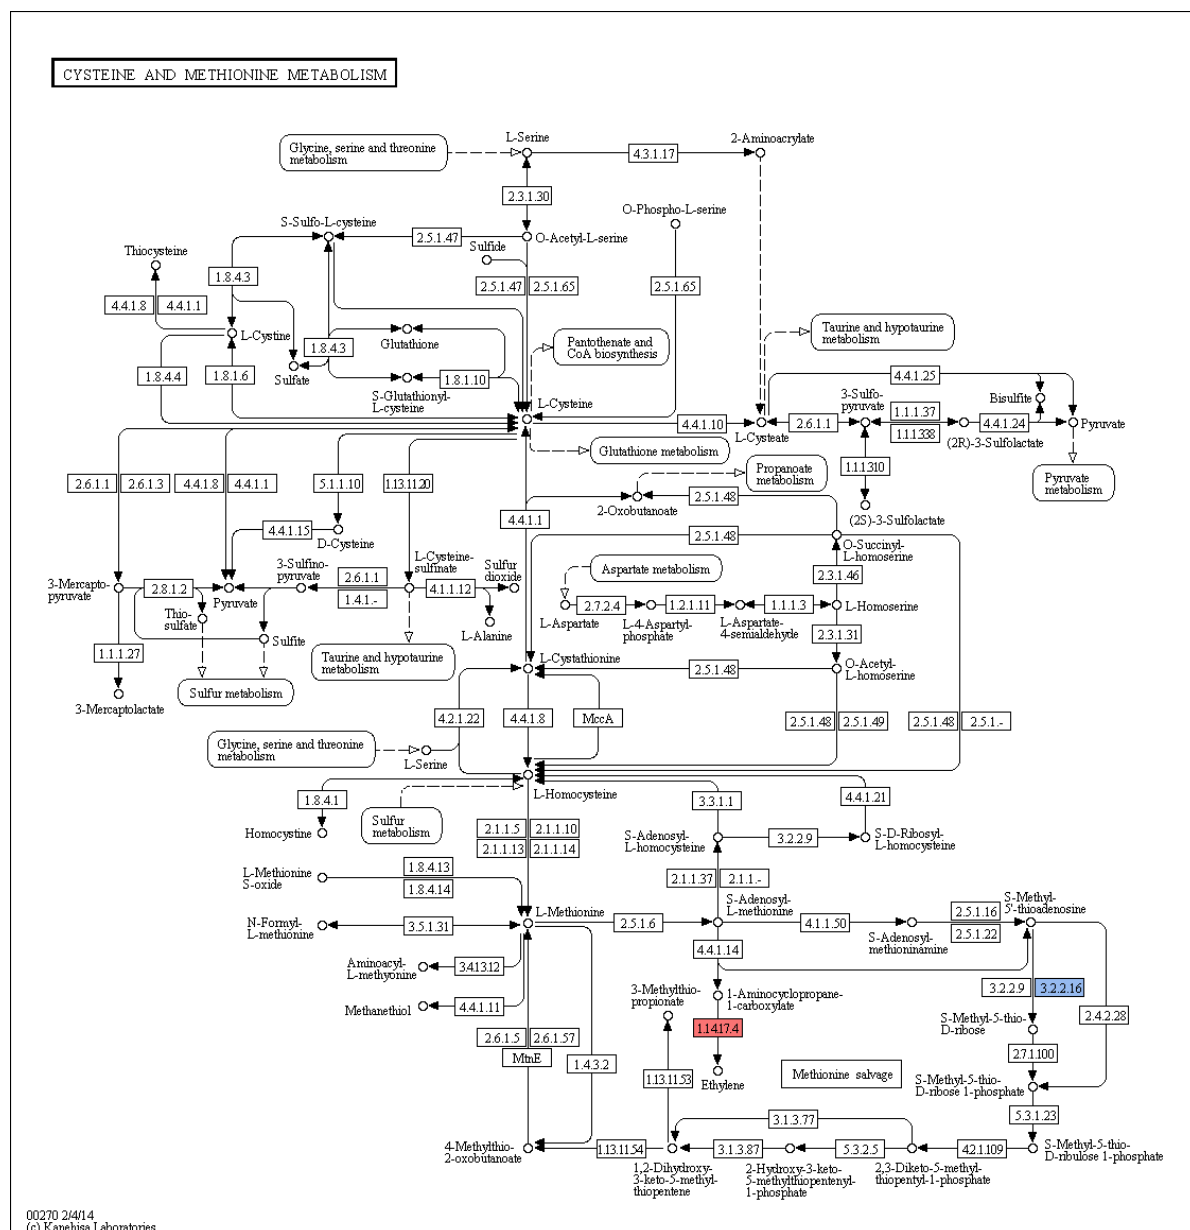 CYSTEINE AND METHIONINE METABOLISM
L-Serine
2-Aminoacrylate
Glycine, serine and threonine
metabolism
4.3.1.17
2.3.1.30
O-Phospho-L-serine
S-Sulfo-L-cysteine
2.5.1.47
O-Acetyl-L-serine
Thiocysteine
Sulfide
1.8.4.3
2.5.1.47
2.5.1.65
2.5.1.65
4.4.1.8
4.4.1.1
L-Cystine
Glutathione
1.8.4.3
Taurine and hypotaurine
metabolism
Pantothenate and
CoA biosynthesis
1.8.4.4
1.8.1.6
Sulfate
1.8.1.10
S-Glutathionyl-
L-cysteine
4.4.1.25
3-Sulfo-
pyruvate
Bisulfite
L-Cysteine
4.4.1.10
L-Cysteate
2.6.1.1
1.1.1.37
1.1.1.338
(2R)-3-Sulfolactate
4.4.1.24
Pyruvate
Glutathione metabolism
Propanoate
metabolism
1.1.1.310
Pyruvate
metabolism
2.6.1.1
2.6.1.3
4.4.1.8
4.4.1.1
5.1.1.10
1.13.11.20
2.5.1.48
2-Oxobutanoate
(2S)-3-Sulfolactate
4.4.1.1
4.4.1.15
D-Cysteine
2.5.1.48
O-Succinyl-
L-homoserine
3-Mercapto-
pyruvate
2.8.1.2
Pyruvate
3-Sulfino-
pyruvate
2.6.1.1
1.4.1.-
L-Cysteine-
sulfinate
4.1.1.12
Sulfur
dioxide
Aspartate metabolism
2.3.1.46
Thio-
sulfate
Sulfite
L-Alanine
L-Aspartate
2.7.2.4
L-4-Aspartyl-
phosphate
1.2.1.11
L-Aspartate-
4-semialdehyde
1.1.1.3
L-Homoserine
2.3.1.31
1.1.1.27
Taurine and hypotaurine
metabolism
L-Cystathionine
2.5.1.48
O-Acetyl-
L-homoserine
3-Mercaptolactate
Sulfur metabolism
4.2.1.22
4.4.1.8
MccA
2.5.1.48
2.5.1.49
2.5.1.48
2.5.1.-
Glycine, serine and threonine
metabolism
L-Serine
L-Homocysteine
1.8.4.1
3.3.1.1
4.4.1.21
Homocystine
Sulfur
metabolism
2.1.1.5
2.1.1.10
2.1.1.13
2.1.1.14
S-Adenosyl-
L-homocysteine
3.2.2.9
S-D-Ribosyl-
L-homocysteine
L-Methionine
S-oxide
1.8.4.13
1.8.4.14
2.1.1.37
2.1.1.-
N-Formyl-
L-methionine
3.5.1.31
L-Methionine
2.5.1.6
S-Adenosyl-
L-methionine
4.1.1.50
S-Adenosyl-
methioninamine
2.5.1.16
2.5.1.22
S-Methyl-
5'-thioadenosine
4.4.1.14
Aminoacyl-
L-methyonine
3.4.13.12
Methanethiol
4.4.1.11
3-Methylthio-
propionate
1-Aminocyclopropane-
1-carboxylate
3.2.2.9
3.2.2.16
2.4.2.28
1.14.17.4
S-Methyl-5-thio-
D-ribose
2.6.1.5
2.6.1.57
MtnE
1.4.3.2
1.13.11.53
Ethylene
Methionine salvage
2.7.1.100
S-Methyl-5-thio-
D-ribose 1-phosphate
5.3.1.23
3.1.3.77
4-Methylthio-
2-oxobutanoate
1.13.11.54
1,2-Dihydroxy-
3-keto-5-methyl-
thiopentene
3.1.3.87
2-Hydroxy-3-keto-
5-methylthiopentenyl-
1-phosphate
5.3.2.5
2,3-Diketo-5-methyl-
thiopentyl-1-phosphate
4.2.1.109
S-Methyl-5-thio-
D-ribulose 1-phosphate
00270 2/4/14
(c) Kanehisa Laboratories